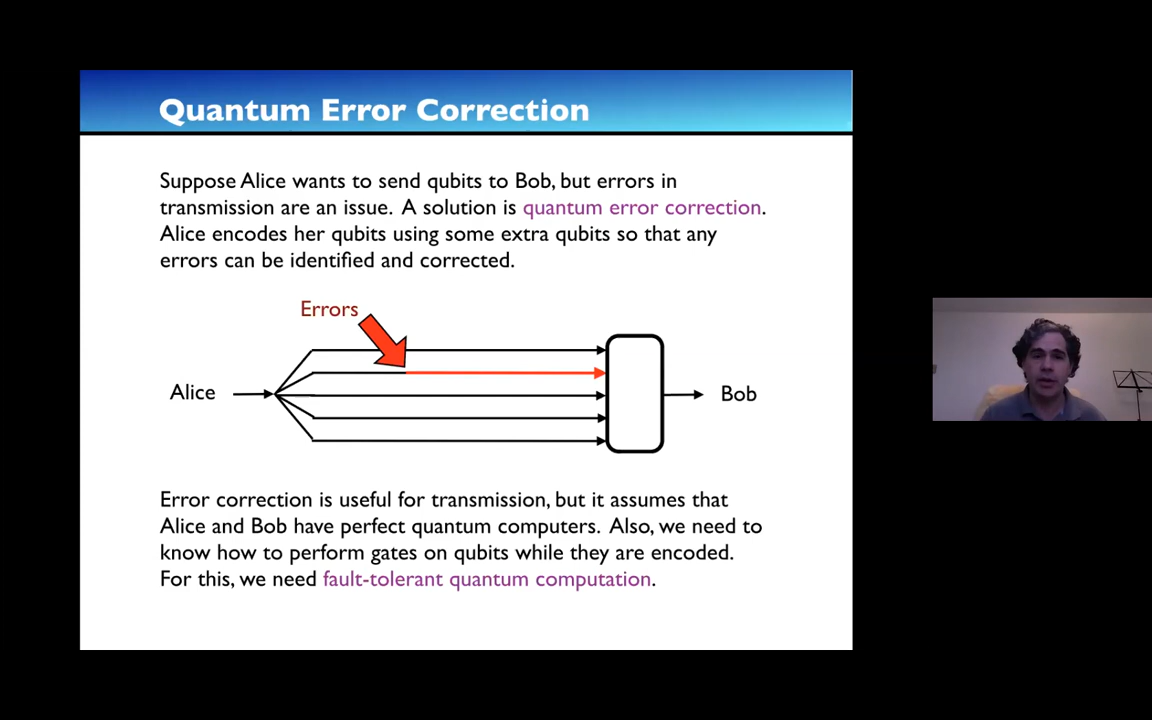 Quantum Error Correction
Suppose Alice wants to send qubits to Bob, but errors in
transmission are an issue. A solution is quantum error correction.
Alice encodes her qubits using some extra qubits so that any
errors can be identified and corrected.
Errors
Alice
Bob
Error correction is useful for transmission, but it assumes that
Alice and Bob have perfect quantum computers. Also, we need to
know how to perform gates on qubits while they are encoded.
For this, we need fault-tolerant quantum computation.